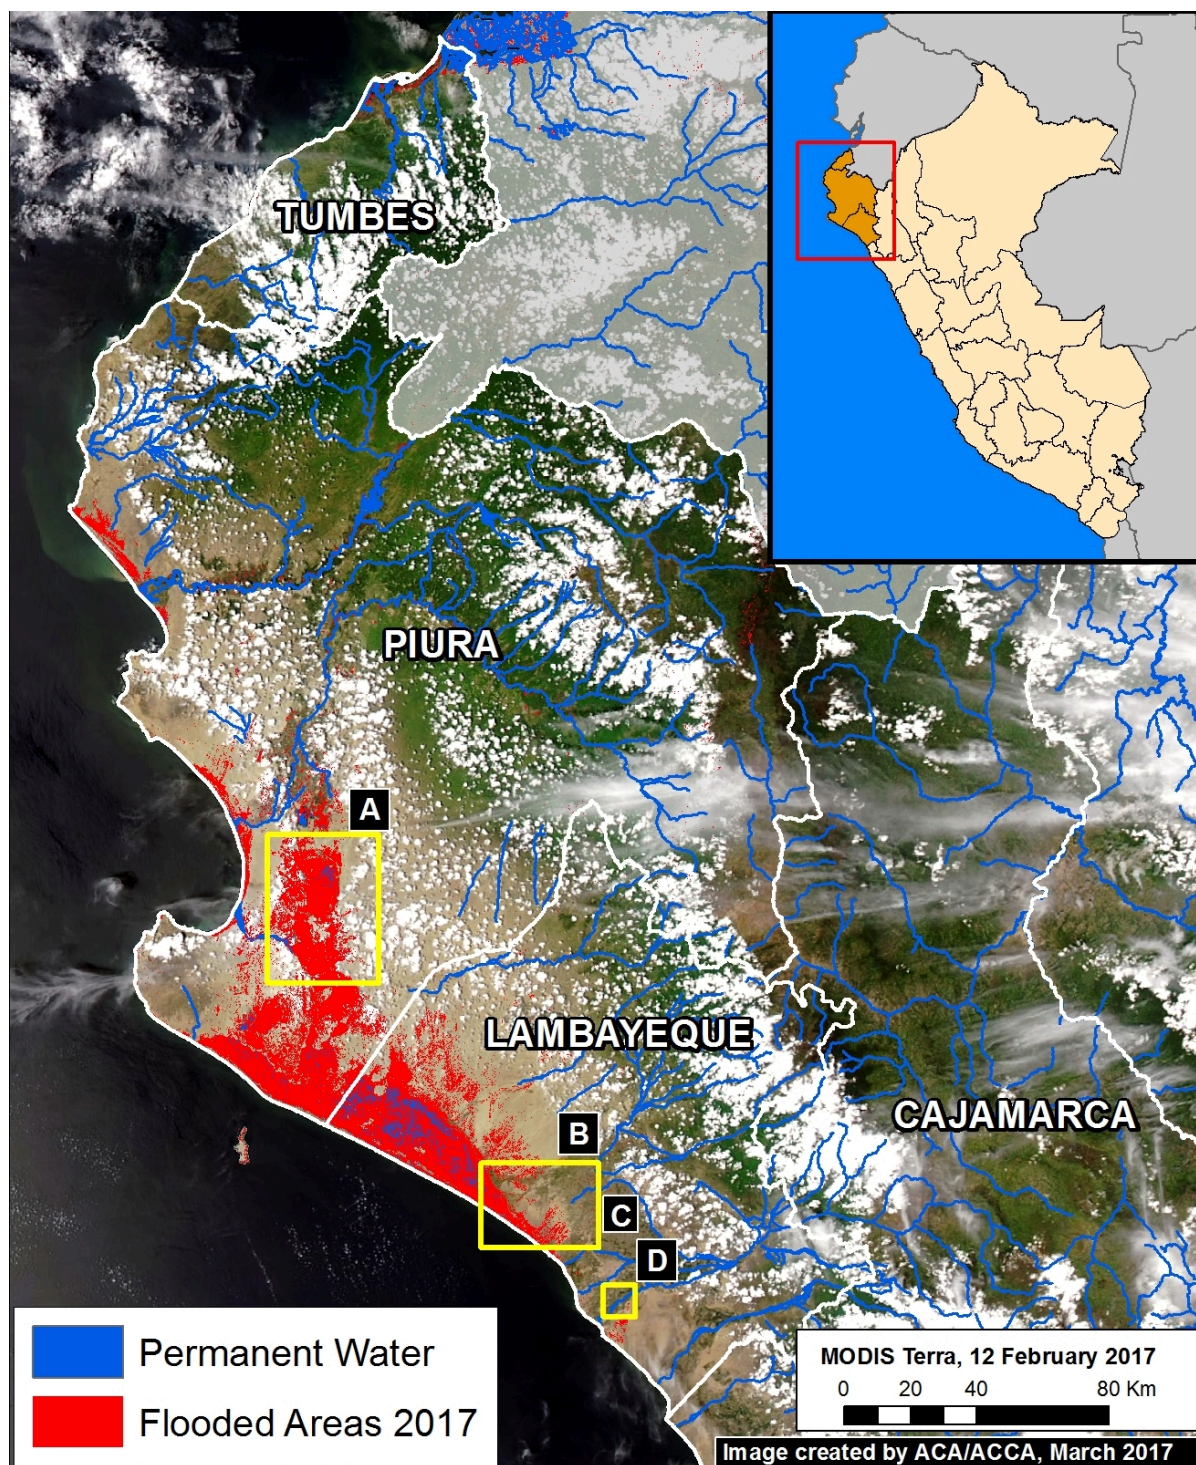 TUMBES
PIURA
A
LAMBAYEQUE
CAJAMARCA
B
C
D
Permanent Water
Flooded Areas 2017
MODIS Terra, 12 February 2017
0 20 40 80 Km
Image created by ACA/ACCA, March 2017